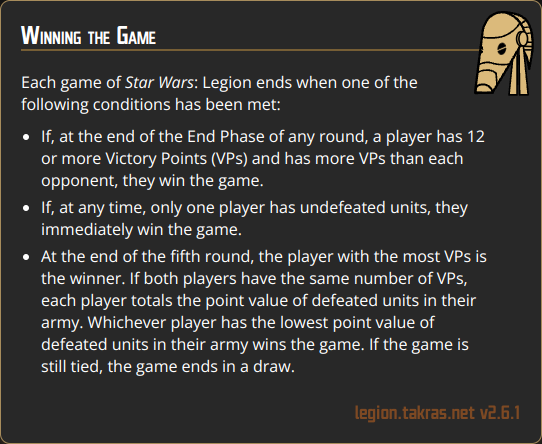 Winning the Game
Each game of Star Wars: Legion ends when one of the
following conditions has been met:
• If, at the end of the End Phase of any round, a player has 12
or more Victory Points (VPs) and has more VPs than each
opponent, they win the game.
• If, at any time, only one player has undefeated units, they
immediately win the game.
• At the end of the fifth round, the player with the most VPs is
the winner. If both players have the same number of VPs,
each player totals the point value of defeated units in their
army. Whichever player has the lowest point value of
defeated units in their army wins the game. If the game is
still tied, the game ends in a draw.
legion.takras.net v2.6.1